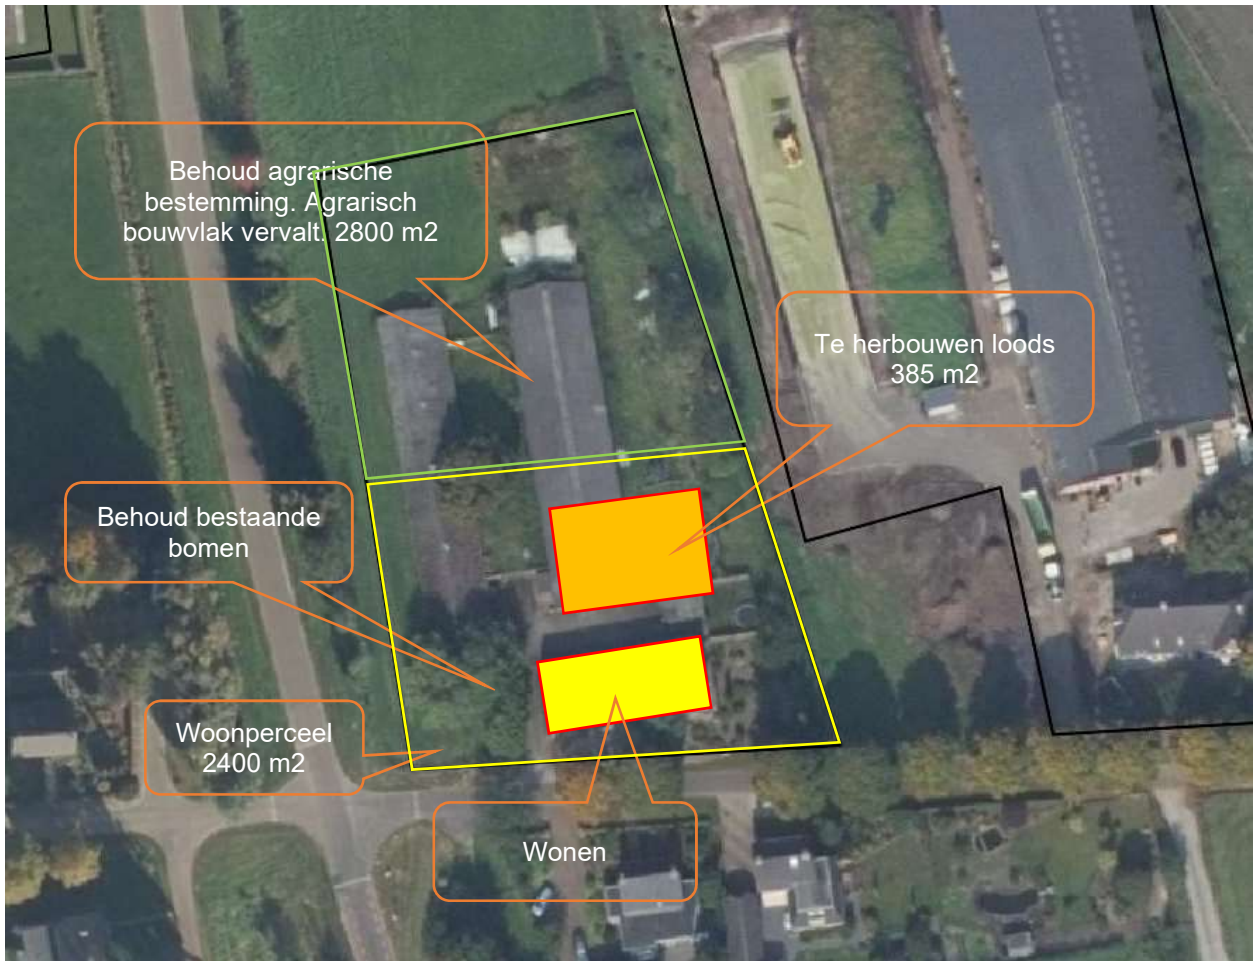 Behoud agrarische
bestemming. Agrarisch
bouwvlak vervalt. 2800 m2
Te herbouwen loods
385 m2
Behoud bestaande
bomen
Woonperceel
2400 m2
Wonen